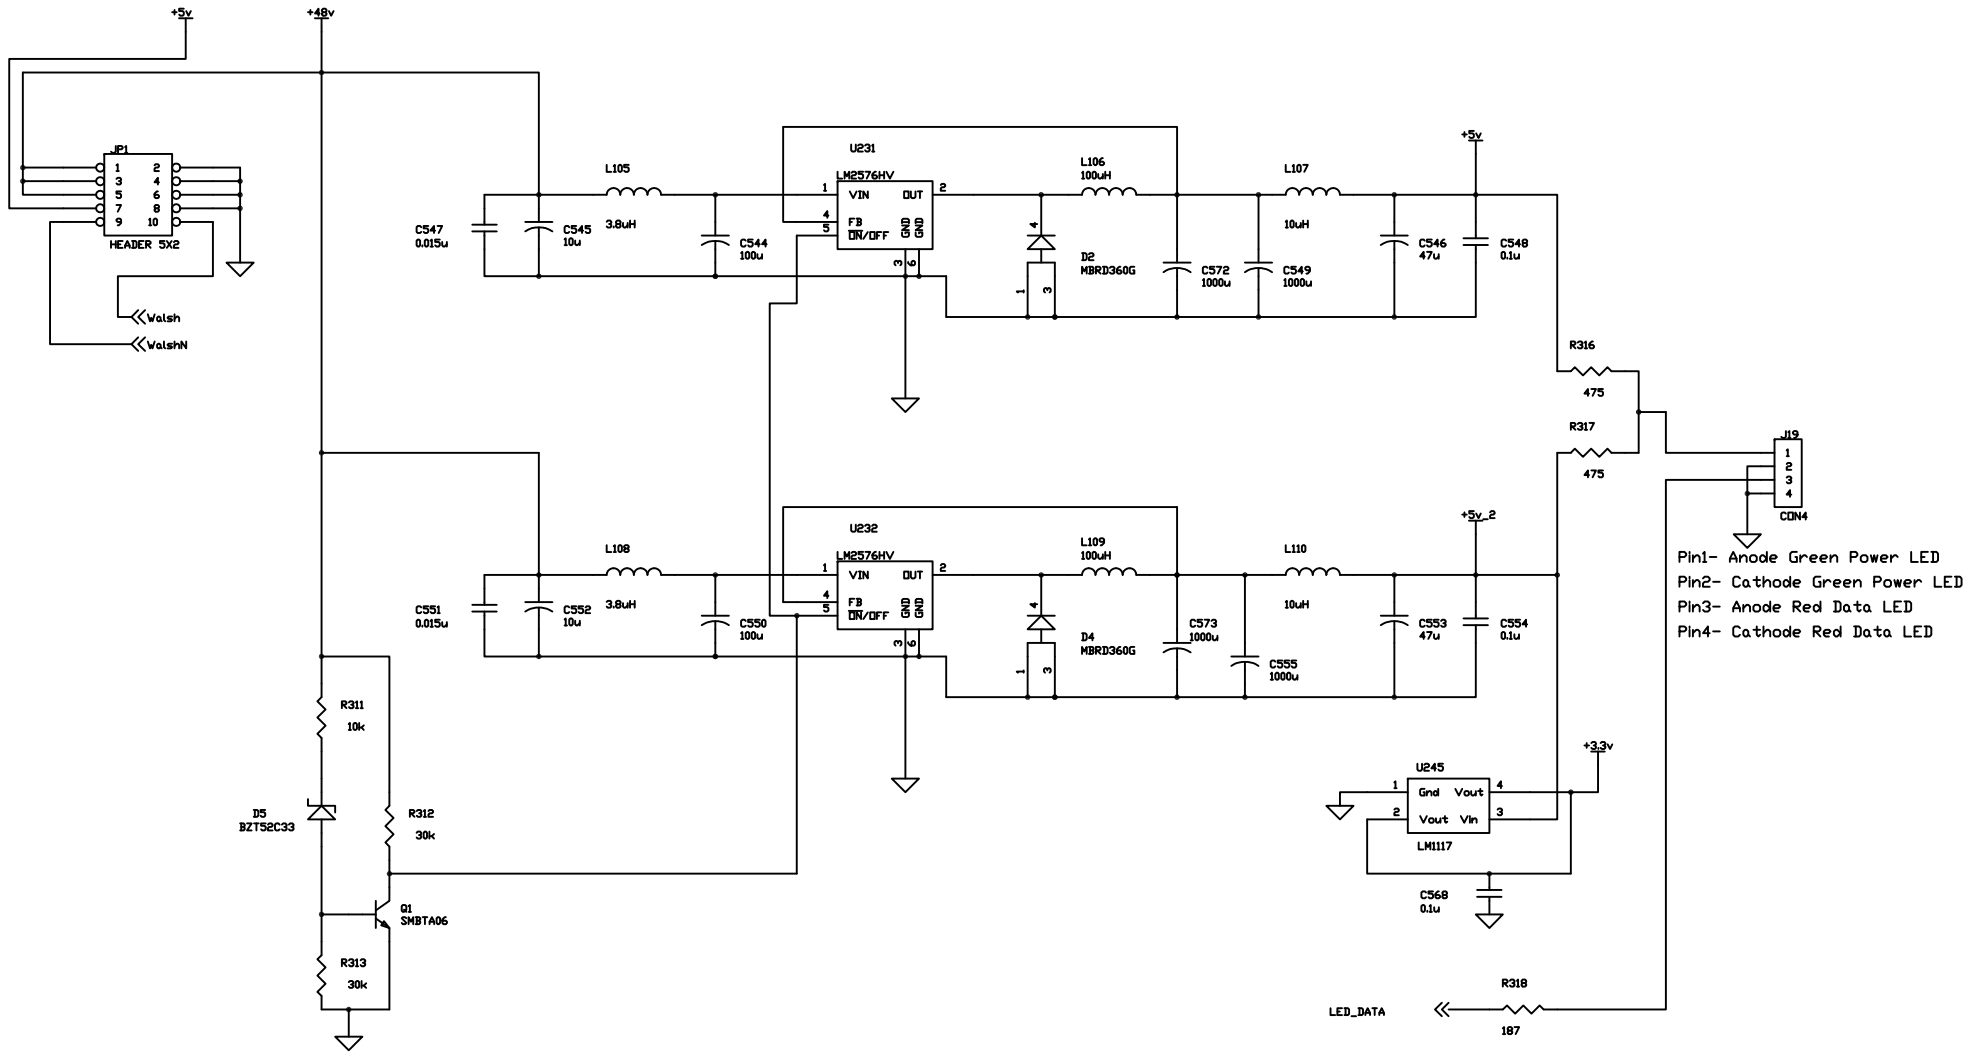 +5v
+48v
JP1
1 2
3 4
5 6
7 8
9 10
HEADER 5X2
Walsh
WalshN
C547
0.015u
C545
10u
L105
3.8uH
C544
100u
U231
LM2576HV
1
4
5
VIN
FB
ON/OFF
OUT
GND
GND
2
3
6
L106
100uH
4
D2
MBRD360G
1
3
C572
1000u
C549
1000u
L107
10uH
C546
47u
C548
0.1u
+5v
R316
475
R317
475
J19
1
2
3
4
CON4
Pin1- Anode Green Power LED
Pin2- Cathode Green Power LED
Pin3- Anode Red Data LED
Pin4- Cathode Red Data LED
C551
0.015u
C552
10u
L108
3.8uH
C550
100u
U232
LM2576HV
1
4
5
VIN
FB
ON/OFF
OUT
GND
GND
2
3
6
L109
100uH
4
D4
MBRD360G
1
3
C573
1000u
C555
1000u
L110
10uH
C553
47u
C554
0.1u
+5v_2
R311
10k
D5
BZT52C33
R312
30k
Q1
SMBTA06
R313
30k
+3.3v
U245
1 Gnd Vout 4
2 Vout Vin 3
LM1117
C568
0.1u
R318
LED_DATA
187